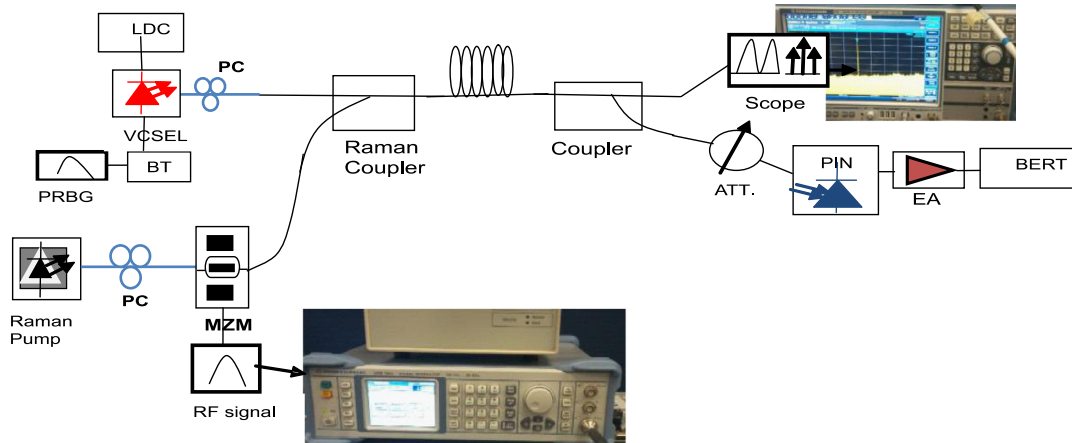 LDC
PC
VCSEL
BT
PRBG
Raman
Coupler
Coupler
Scope
ATT.
PIN
EA
BERT
Raman
Pump
PC
MZM
RF signal